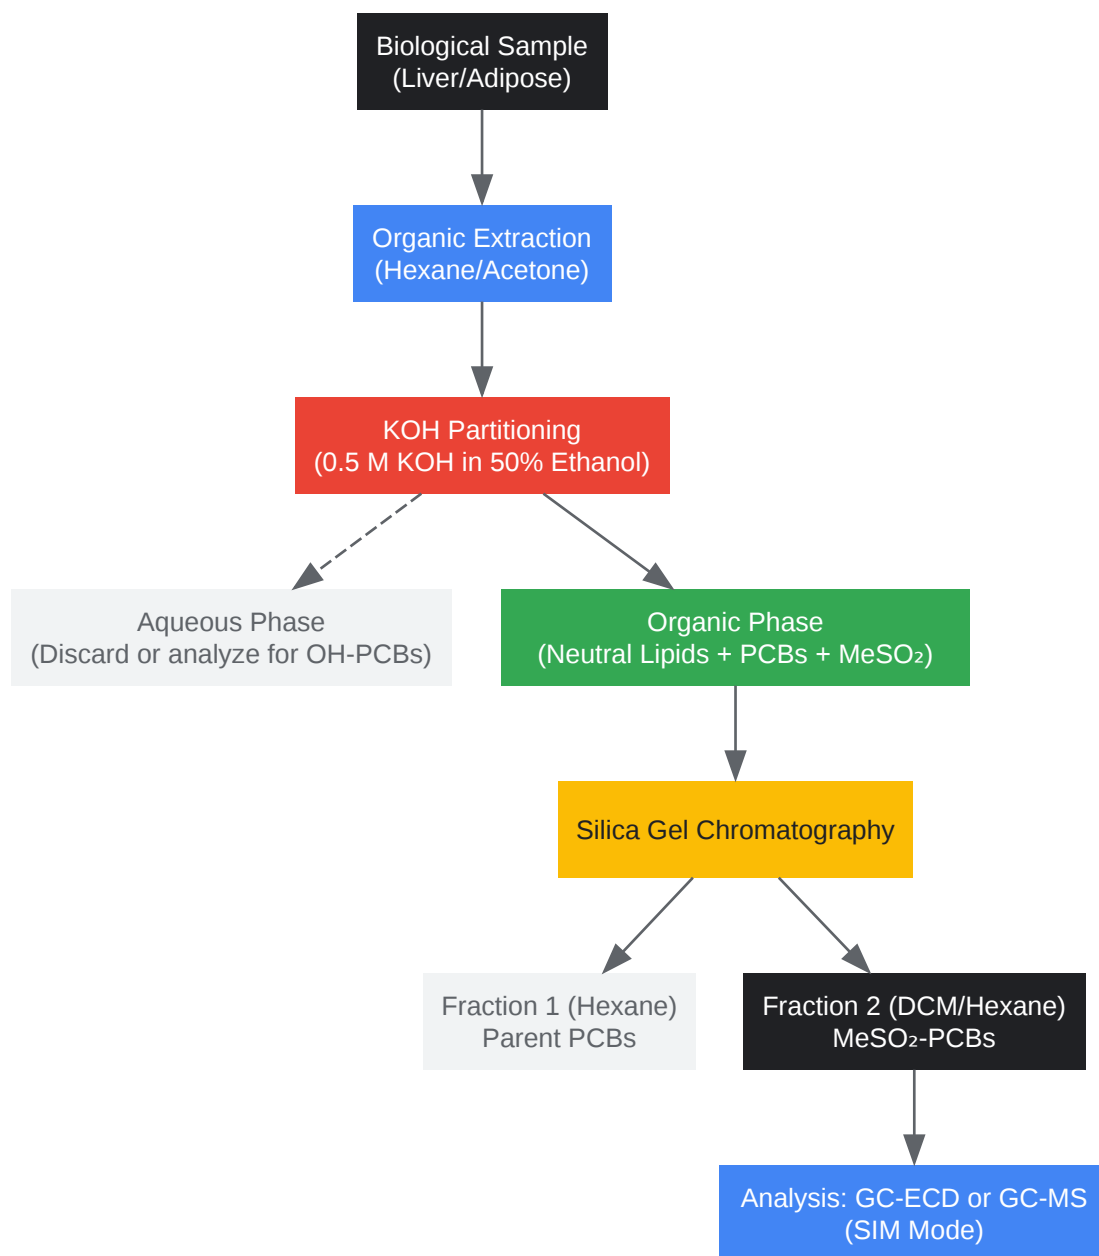 Biological Sample
(Liver/Adipose)
Organic Extraction
(Hexane/Acetone)
KOH Partitioning
(0.5 M KOH in 50% Ethanol)
Aqueous Phase
(Discard or analyze for OH-PCBs)
Organic Phase
(Neutral Lipids + PCBs + MeSO₂)
Silica Gel Chromatography
Fraction 1 (Hexane)
Parent PCBs
Fraction 2 (DCM/Hexane)
MeSO₂-PCBs
Analysis: GC-ECD or GC-MS
(SIM Mode)